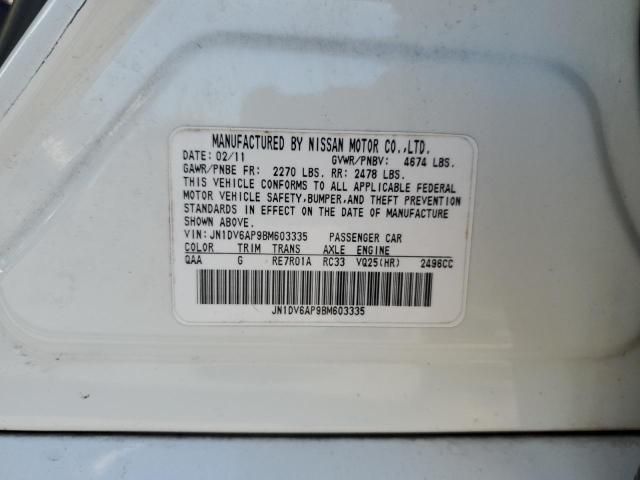 MANUFACTURED BY NISSAN MOTOR CO.,LTD.
DATE: 02/11 GVWR/PNBV: 4674 LBS.
GAWR/PNBE FR: 2270 LBS. RR: 2478 LBS.
THIS VEHICLE CONFORMS TO ALL APPLICABLE FEDERAL
MOTOR VEHICLE SAFETY,BUMPER,AND THEFT PREVENTION
STANDARDS IN EFFECT ON THE DATE OF MANUFACTURE
SHOWN ABOVE.
VIN: JN1DV6AP9BM603335 PASSENGER CAR
COLOR TRIM TRANS AXLE ENGINE
QAA G RE7R01A RC33 VQ25(HR) 2496CC
JN1DV6AP9BM603335